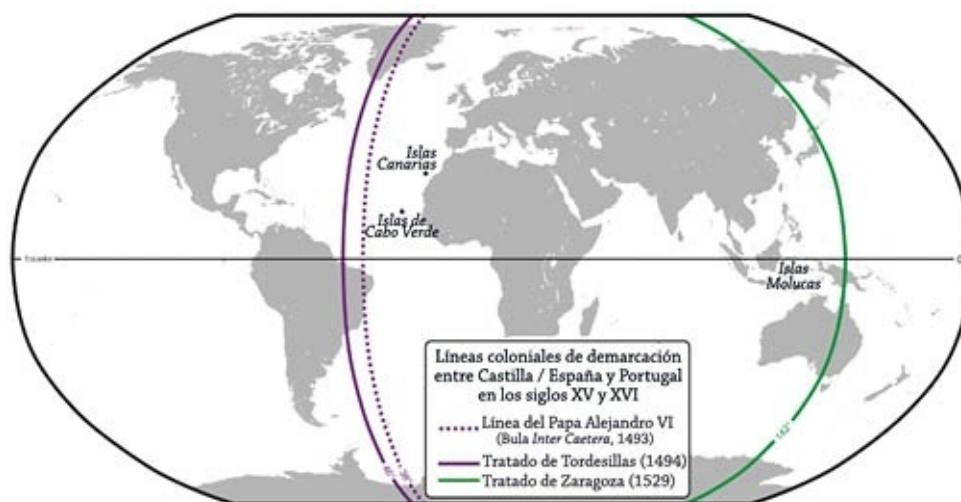 Islas
Canarias
Islas de
Cabo Verde
Islas
Molucas
Líneas coloniales de demarcación
entre Castilla / España y Portugal
en los siglos XV y XVI
Línea del Papa Alejandro VI
(Bula Inter Caetera, 1493)
Tratado de Tordesillas (1494)
Tratado de Zaragoza (1529)